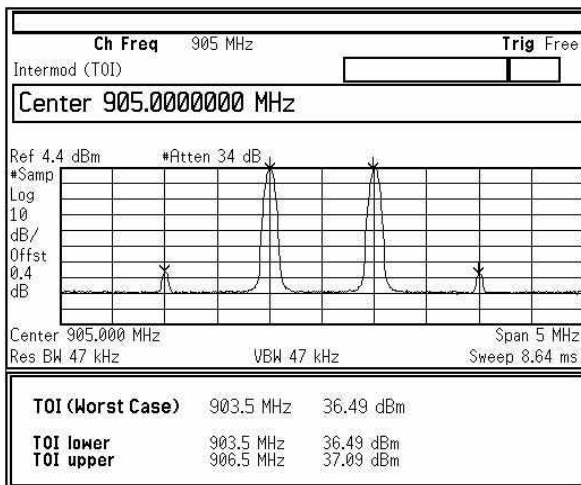 Ch Freq 905 MHz Trig Free
Intermod (TOI)
Center 905.0000000 MHz
Ref 4.4 dBm #Atten 34 dB
#Samp
Log
10
dB/
Offst
0.4
dB
Center 905.000 MHz Span 5 MHz
Res BW 47 kHz VBW 47 kHz Sweep 8.64 ms
TOI (Worst Case) 903.5 MHz 36.49 dBm
TOI lower 903.5 MHz 36.49 dBm
TOI upper 906.5 MHz 37.09 dBm